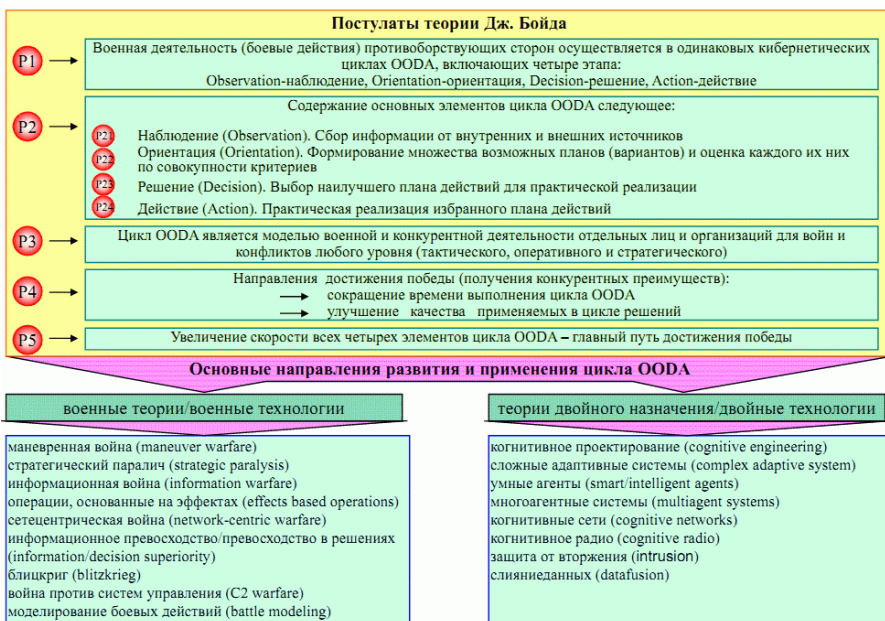 Постулаты теории Дж. Бойда
P1
Военная деятельность (боевые действия) противоборствующих сторон осуществляется в одинаковых кибернетических
циклах OODA, включающих четыре этапа:
Observation-наблюдение, Orientation-ориентация, Decision-решение, Action-действие
P2
Содержание основных элементов цикла OODA следующее:
P21 Наблюдение (Observation). Сбор информации от внутренних и внешних источников
P22 Ориентация (Orientation). Формирование множества возможных планов (вариантов) и оценка каждого их них
по совокупности критериев
P23 Решение (Decision). Выбор наилучшего плана действий для практической реализации
P24 Действие (Action). Практическая реализация избранного плана действий
P3
Цикл OODA является моделью военной и конкурентной деятельности отдельных лиц и организаций для войн и
конфликтов любого уровня (тактического, оперативного и стратегического)
P4
Направления достижения победы (получения конкурентных преимуществ):
сокращение времени выполнения цикла OODA
улучшение качества применяемых в цикле решений
P5
Увеличение скорости всех четырех элементов цикла OODA – главный путь достижения победы
Основные направления развития и применения цикла OODA
военные теории/военные технологии
маневренная война (maneuver warfare)
стратегический паралич (strategic paralysis)
информационная война (information warfare)
операции, основанные на эффектах (effects based operations)
сетецентрическая война (network-centric warfare)
информационное превосходство/превосходство в решениях
(information/decision superiority)
блицкриг (blitzkrieg)
война против систем управления (C2 warfare)
моделирование боевых действий (battle modeling)
теории двойного назначения/двойные технологии
когнитивное проектирование (cognitive engineering)
сложные адаптивные системы (complex adaptive system)
умные агенты (smart/intelligent agents)
многоагентные системы (multiagent systems)
когнитивные сети (cognitive networks)
когнитивное радио (cognitive radio)
защита от вторжения (intrusion)
слияниеданных (datafusion)